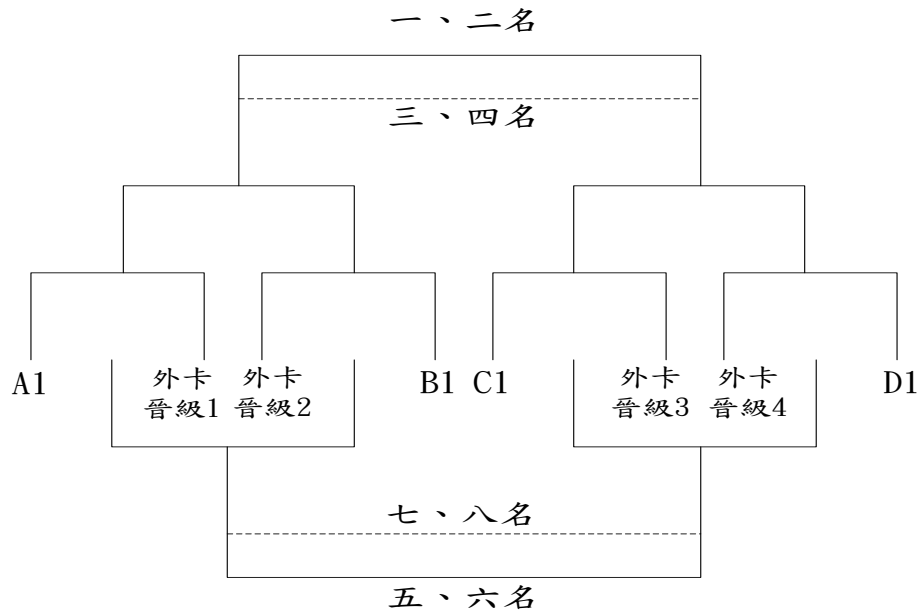 一、二名
三、四名
A1
外卡
晉級1
外卡
晉級2
B1
C1
外卡
晉級3
外卡
晉級4
D1
七、八名
五、六名